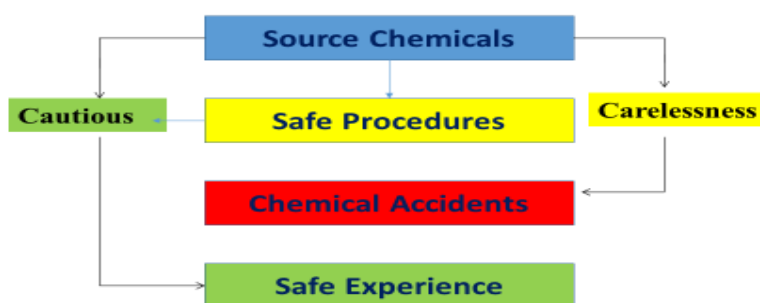 Source Chemicals
Cautious
Safe Procedures
Carelessness
Chemical Accidents
Safe Experience